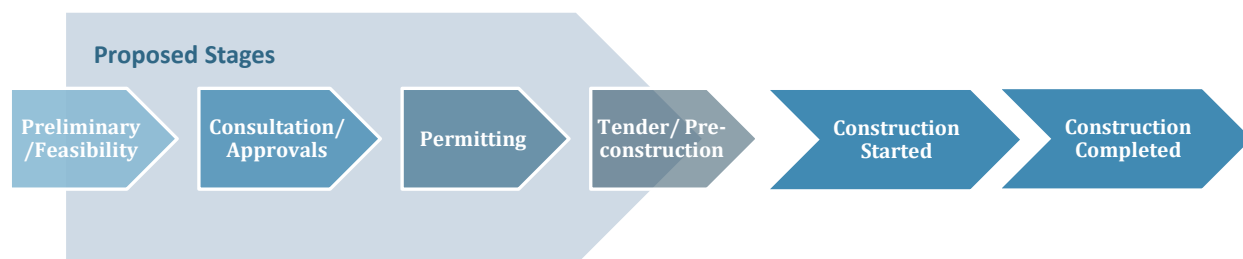 Proposed Stages
Preliminary
/Feasibility
Consultation/
Approvals
Permitting
Tender/ Pre-
construction
Construction
Started
Construction
Completed